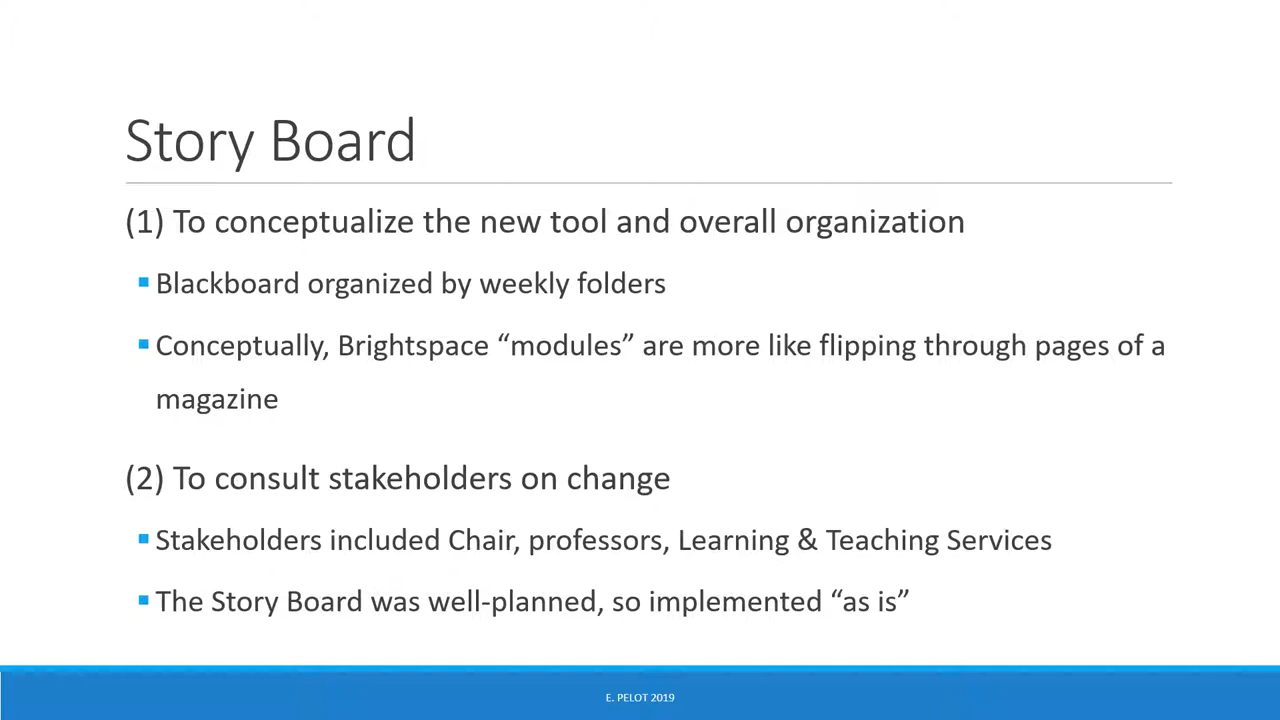 Story Board
(1) To conceptualize the new tool and overall organization
▪ Blackboard organized by weekly folders
▪ Conceptually, Brightspace “modules” are more like flipping through pages of a
magazine
(2) To consult stakeholders on change
▪ Stakeholders included Chair, professors, Learning & Teaching Services
▪ The Story Board was well-planned, so implemented “as is”
E. PELOT 2019